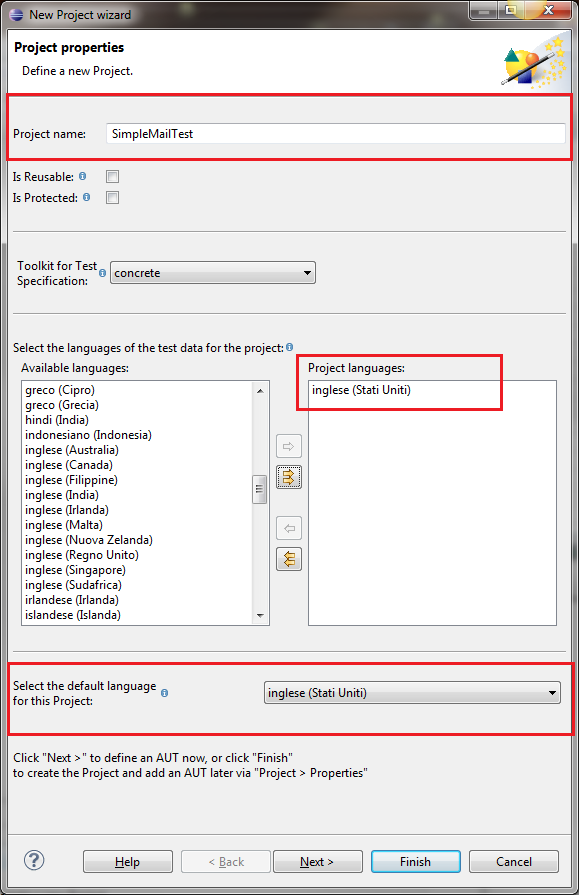 New Project wizard
Project properties
Define a new Project.
Project name: SimpleMailTest
Is Reusable:
Is Protected:
Toolkit for Test
Specification:
concrete
Select the languages of the test data for the project:
Available languages:
greco (Cipro)
greco (Grecia)
hindi (India)
indonesiano (Indonesia)
inglese (Australia)
inglese (Canada)
inglese (Filippine)
inglese (India)
inglese (Irlanda)
inglese (Malta)
inglese (Nuova Zelanda)
inglese (Regno Unito)
inglese (Singapore)
inglese (Sudafrica)
irlandese (Irlanda)
islandese (Islanda)
Project languages:
inglese (Stati Uniti)
Select the default language
for this Project:
inglese (Stati Uniti)
Click "Next >" to define an AUT now, or click "Finish"
to create the Project and add an AUT later via "Project > Properties"
? Help < Back Next > Finish Cancel